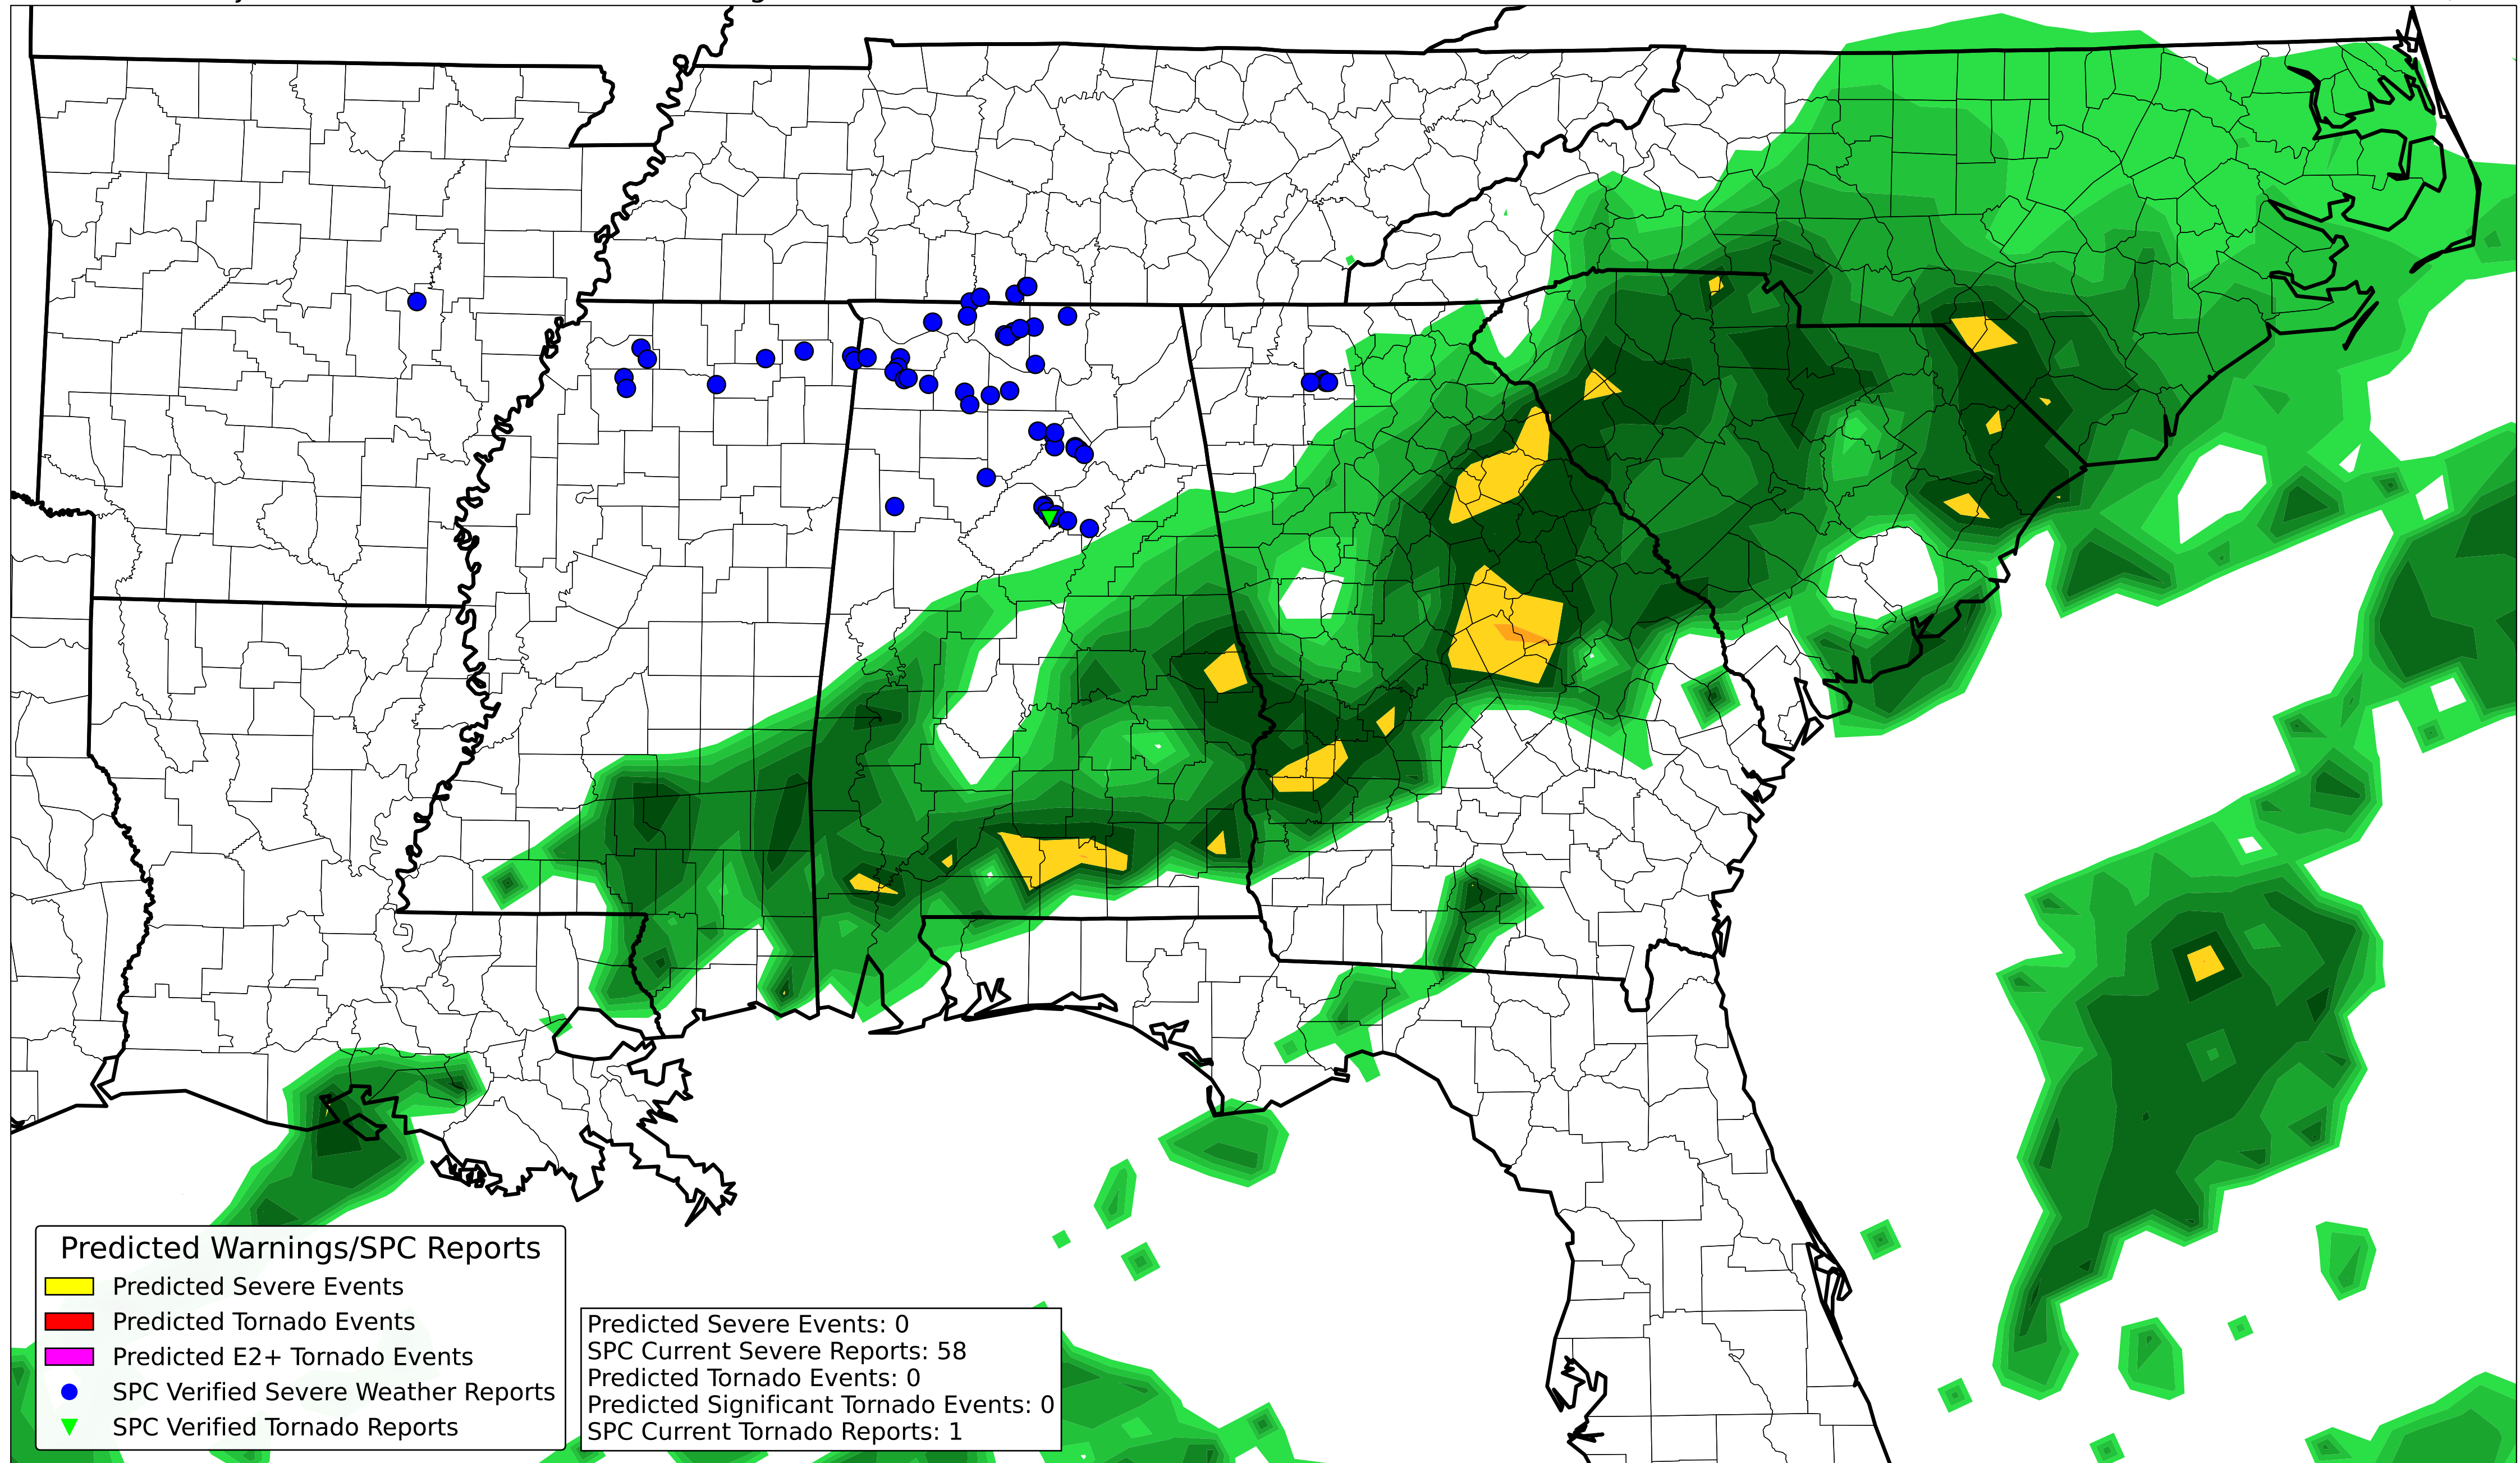 Predicted Warnings/SPC Reports
Predicted Severe Events
Predicted Tornado Events
Predicted E2+ Tornado Events
SPC Verified Severe Weather Reports
SPC Verified Tornado Reports
Predicted Severe Events: 0
SPC Current Severe Reports: 58
Predicted Tornado Events: 0
Predicted Significant Tornado Events: 0
SPC Current Tornado Reports: 1